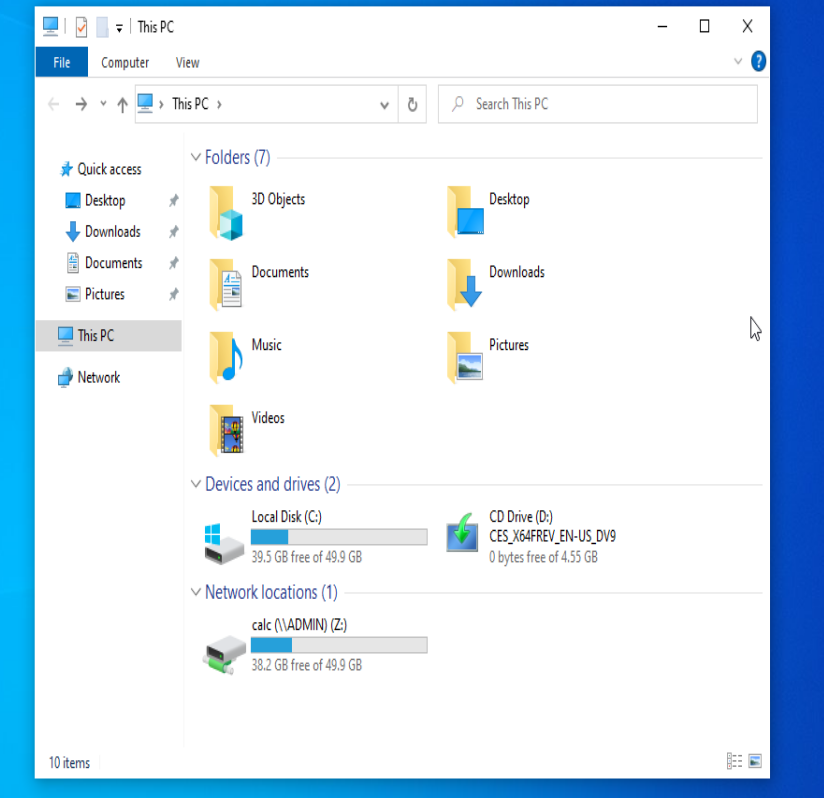 This PC
File Computer View
This PC
Search This PC
Quick access
Desktop
Downloads
Documents
Pictures
This PC
Network
Folders (7)
3D Objects
Desktop
Documents
Downloads
Music
Pictures
Videos
Devices and drives (2)
Local Disk (C:)
39.5 GB free of 49.9 GB
CD Drive (D:)
CES_X64FREV_EN-US_DV9
0 bytes free of 4.55 GB
Network locations (1)
calc (\\ADMIN) (Z:)
38.2 GB free of 49.9 GB
10 items